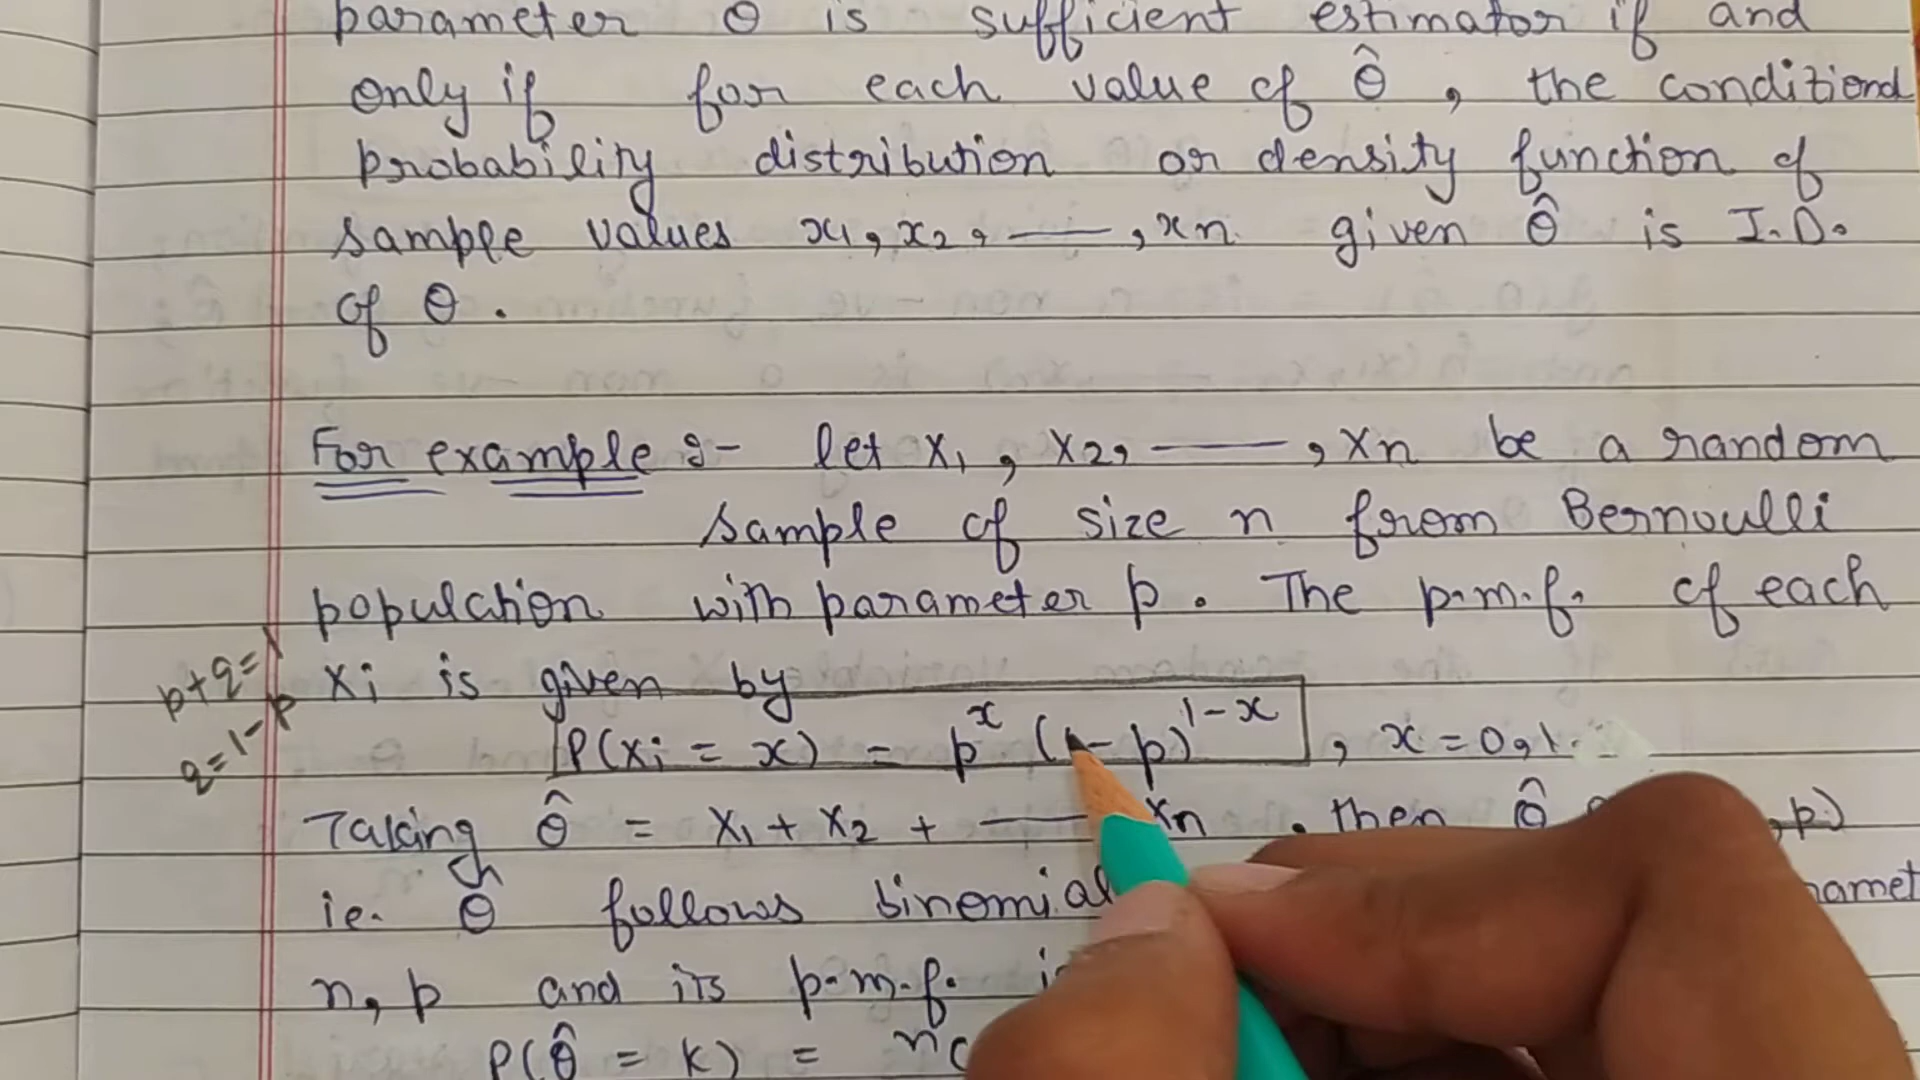 parameter θ is sufficient estimator if and
only if for each value of θ̂, the conditional
probability distribution or density function of
sample values x1, x2, ——, xn given θ̂ is I.D.
of θ.
For example :- let X1, X2, ——, Xn be a random
sample of size n from Bernoulli
population with parameter p. The p.m.f. of each
p+q=1
q=1-p
Xi is given by
P(Xi = x) = p^x (1-p)^(1-x), x = 0,1.
Taking θ̂ = X1 + X2 + —— Xn. then θ̂ , p)
ie. θ̂ follows binomial
n, p and its p.m.f.
P(θ̂ = k) = nC